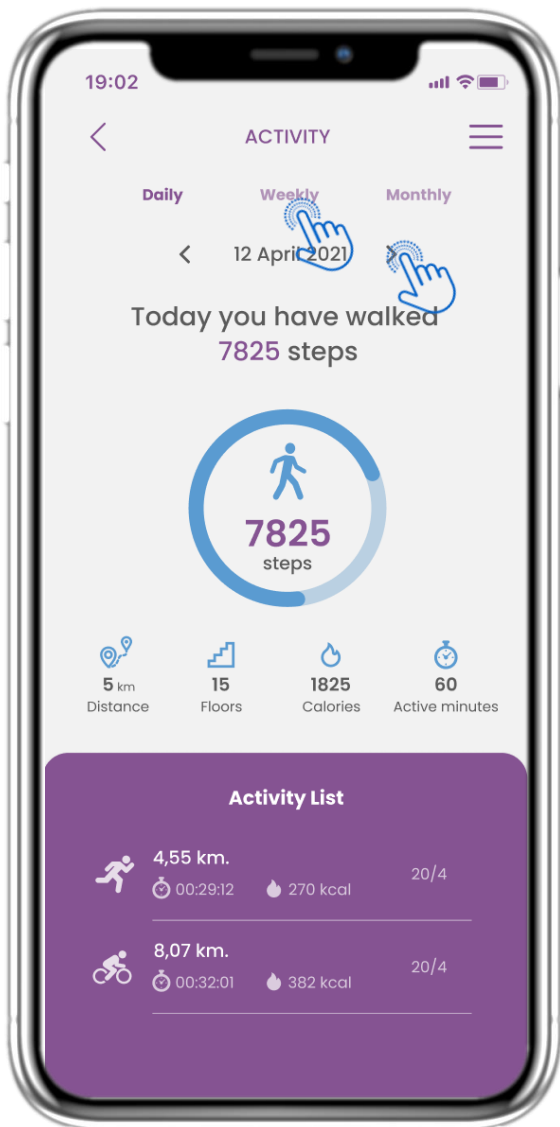 19:02
ACTIVITY
Daily Weekly Monthly
< 12 April 2021 >
Today you have walked
7825 steps
7825
steps
5 km 15 1825 60
Distance Floors Calories Active minutes
Activity List
4,55 km.
00:29:12 270 kcal 20/4
8,07 km.
00:32:01 382 kcal 20/4